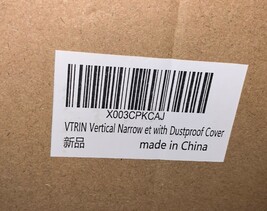 X003CPKCAJ
VTRIN Vertical Narrow et with Dustproof Cover
新品 made in China